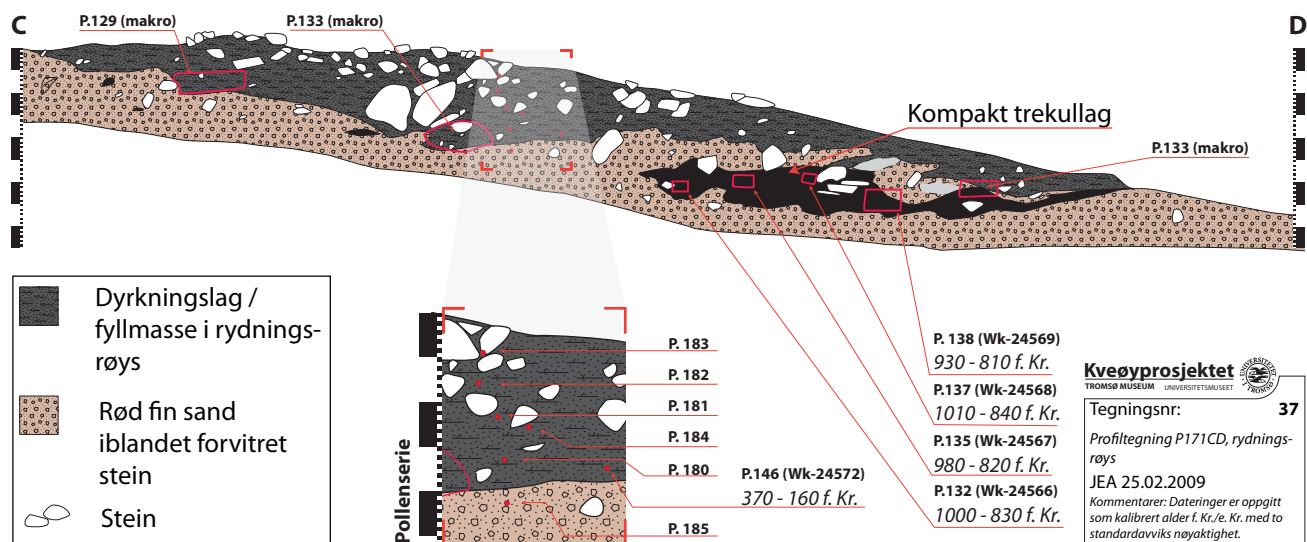 C
P.129 (makro)
P.133 (makro)
D
Kompakt trekullag
P.133 (makro)
Dyrkningslag /
fyllmasse i rydnings-
røys
Rød fin sand
iblandet forvitret
stein
Stein
Pollenserie
P. 183
P. 182
P. 181
P. 184
P. 180
P. 185
P.146 (Wk-24572)
370 - 160 f. Kr.
P. 138 (Wk-24569)
930 - 810 f. Kr.
P.137 (Wk-24568)
1010 - 840 f. Kr.
P.135 (Wk-24567)
980 - 820 f. Kr.
P.132 (Wk-24566)
1000 - 830 f. Kr.
Kveøyprosjektet
TROMSØ MUSEUM UNIVERSITETSMUSEET
UNIVERSITETET
TROMSØ
Tegningsnr: 37
Profiltegning P171CD, rydnings-
røys
JEA 25.02.2009
Kommentarer: Dateringer er oppgitt
som kalibrert alder f. Kr./e. Kr. med to
standardavviks nøyaktighet.